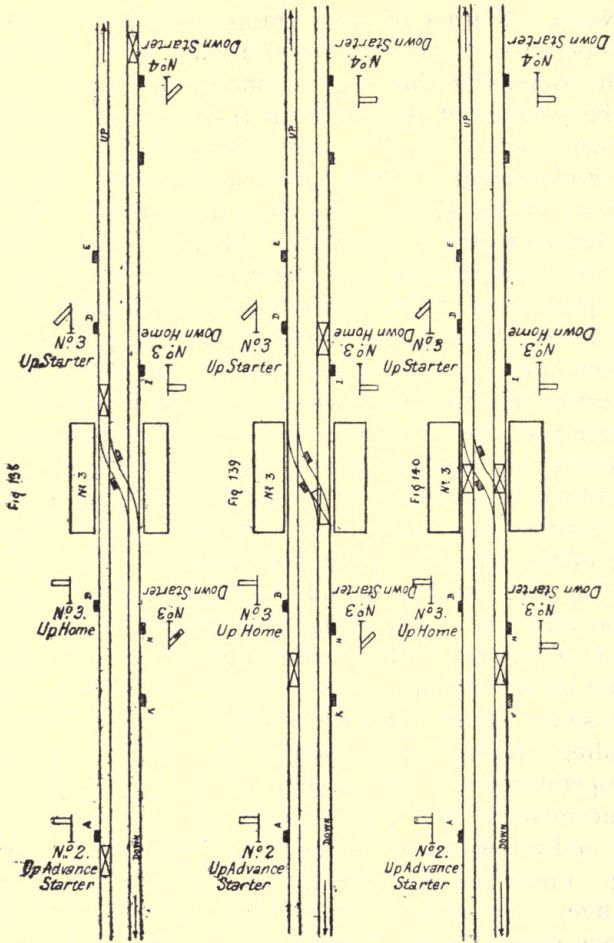 Fig 138
UP
Down Starter
Nº 4
E
D
Nº 3
Up Starter
Down Home
Nº 3
I
Nº 3
B
Nº 3.
Up Home
Down Starter
Nº 3
H
K
A
Nº 2.
Up Advance
Starter
DOWN
Fig 139
UP
Down Starter
Nº 4
E
D
Nº 3
Up Starter
Down Home
Nº 3
I
Nº 3
B
Nº 3
Up Home
Down Starter
Nº 3
H
K
A
Nº 2
Up Advance
Starter
DOWN
Fig 140
UP
Down Starter
Nº 4
E
D
Nº 3
Up Starter
Down Home
Nº 3
I
Nº 3
B
Nº 3.
Up Home
Down Starter
Nº 3
H
A
Nº 2.
Up Advance
Starter
DOWN